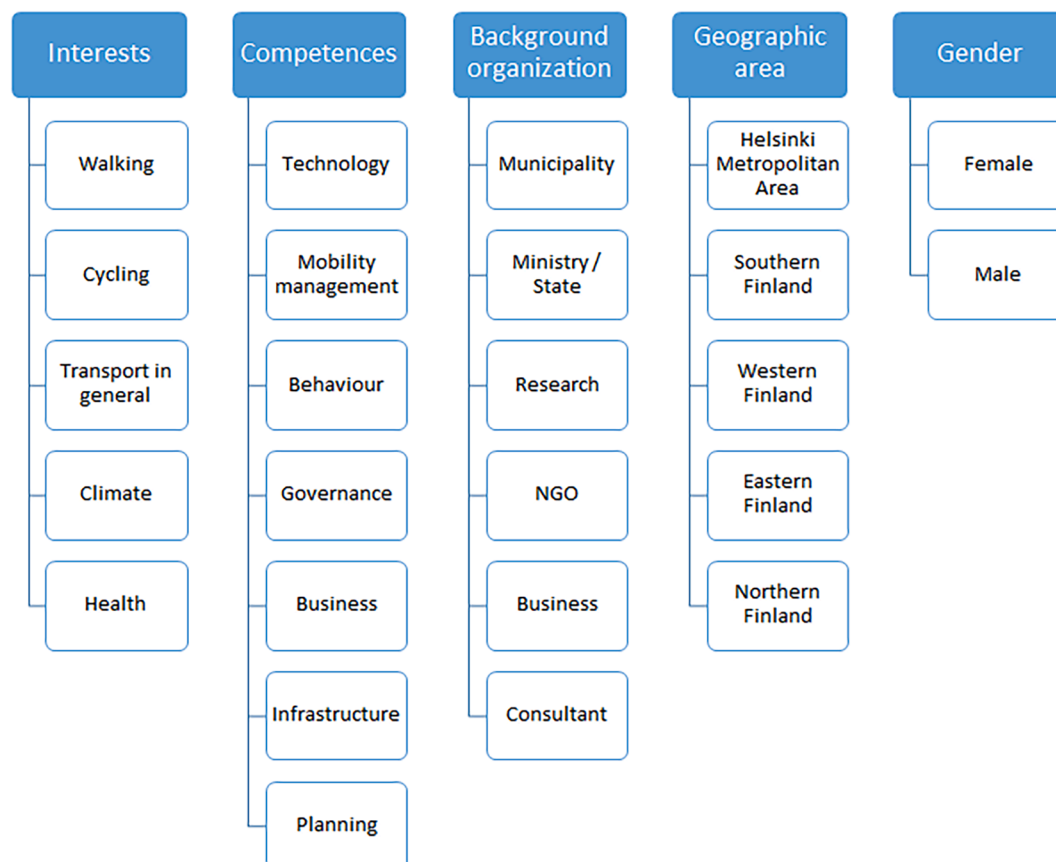 Interests
Walking
Cycling
Transport in
general
Climate
Health
Competences
Technology
Mobility
management
Behaviour
Governance
Business
Infrastructure
Planning
Background
organization
Municipality
Ministry /
State
Research
NGO
Business
Consultant
Geographic
area
Helsinki
Metropolitan
Area
Southern
Finland
Western
Finland
Eastern
Finland
Northern
Finland
Gender
Female
Male